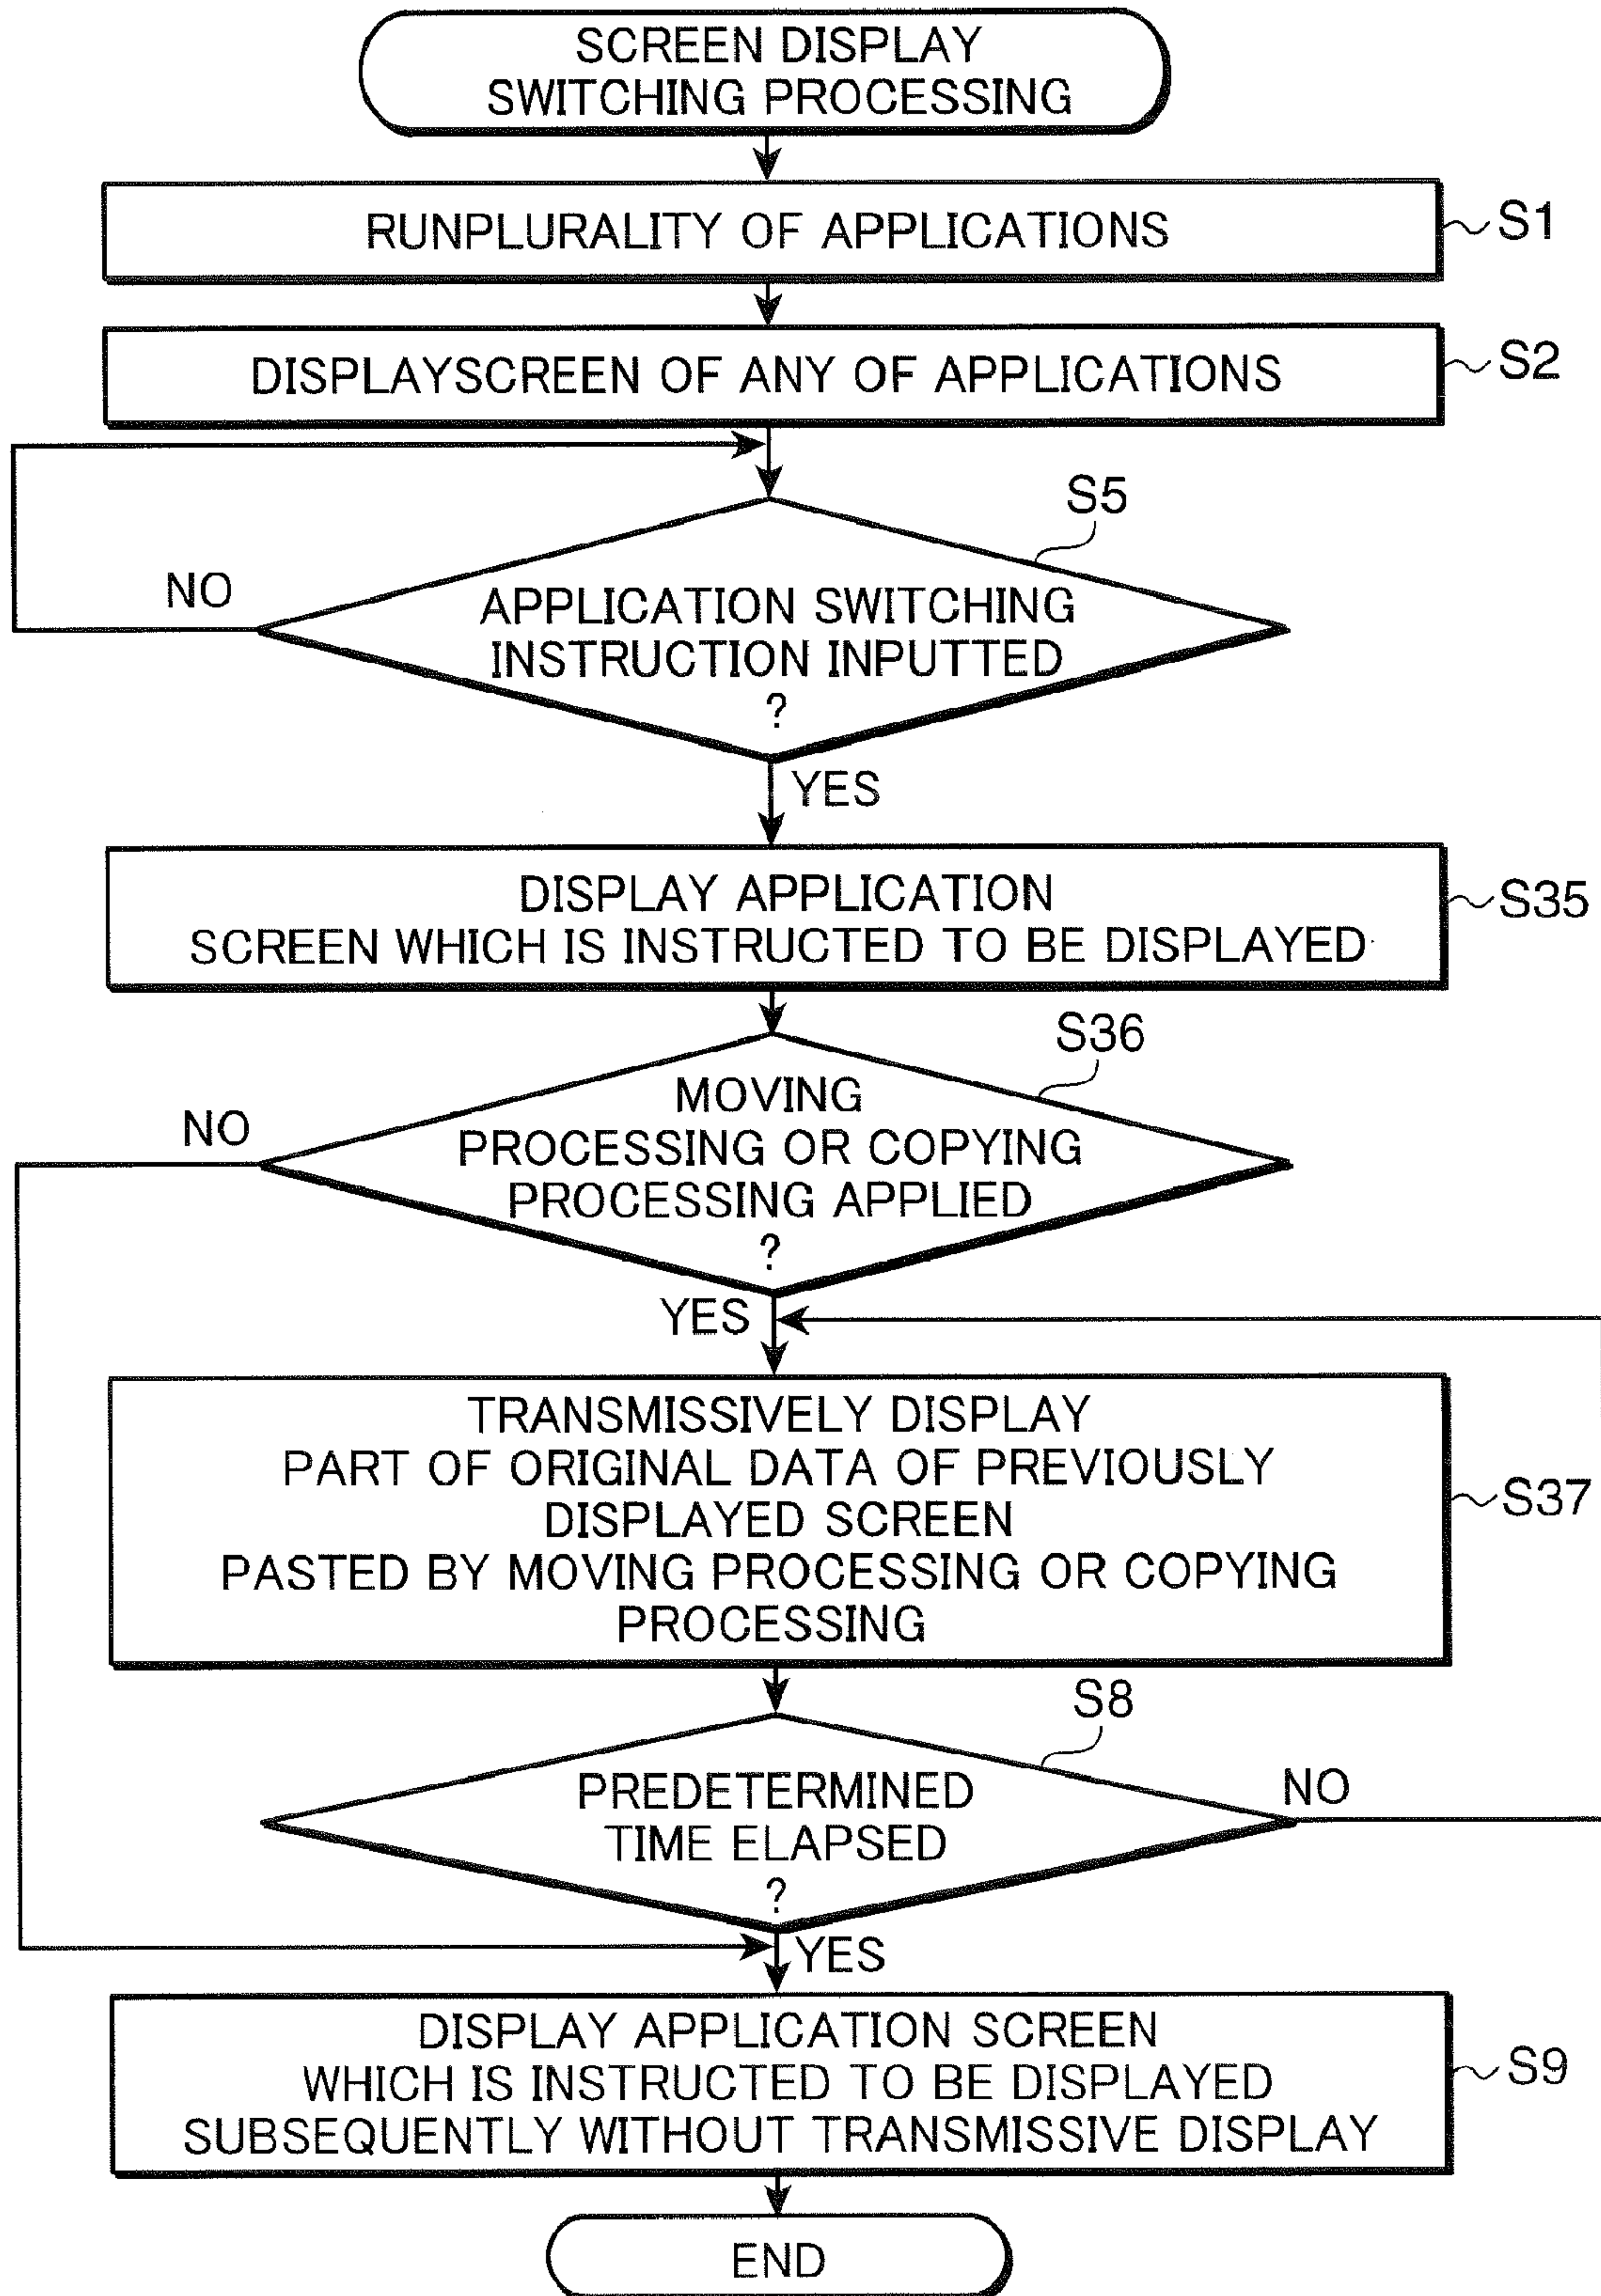 SCREEN DISPLAY
SWITCHING PROCESSING
RUNPLURALITY OF APPLICATIONS
S1
DISPLAYSCREEN OF ANY OF APPLICATIONS
S2
S5
NO
APPLICATION SWITCHING
INSTRUCTION INPUTTED
?
YES
DISPLAY APPLICATION
SCREEN WHICH IS INSTRUCTED TO BE DISPLAYED
S35
S36
NO
MOVING
PROCESSING OR COPYING
PROCESSING APPLIED
?
YES
TRANSMISSIVELY DISPLAY
PART OF ORIGINAL DATA OF PREVIOUSLY
DISPLAYED SCREEN
PASTED BY MOVING PROCESSING OR COPYING
PROCESSING
S37
S8
PREDETERMINED
TIME ELAPSED
?
NO
YES
DISPLAY APPLICATION SCREEN
WHICH IS INSTRUCTED TO BE DISPLAYED
SUBSEQUENTLY WITHOUT TRANSMISSIVE DISPLAY
S9
END